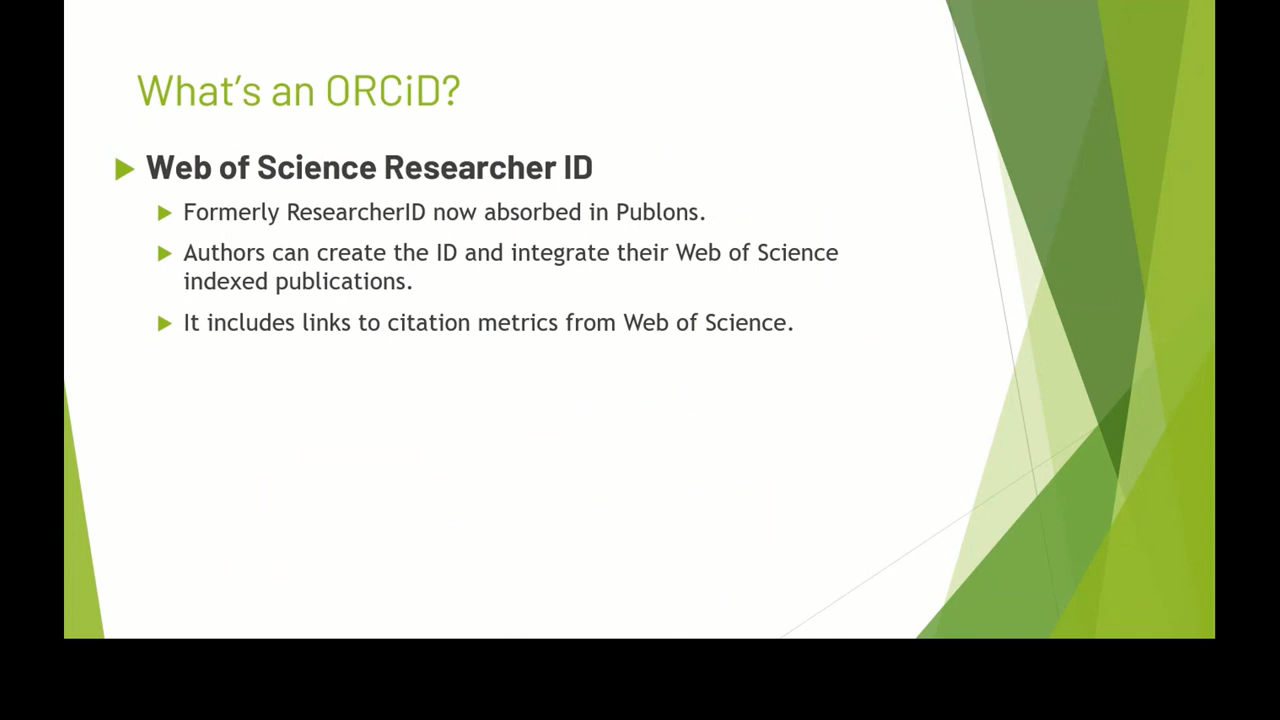 What's an ORCiD?
Web of Science Researcher ID
Formerly ResearcherID now absorbed in Publons.
Authors can create the ID and integrate their Web of Science
indexed publications.
It includes links to citation metrics from Web of Science.